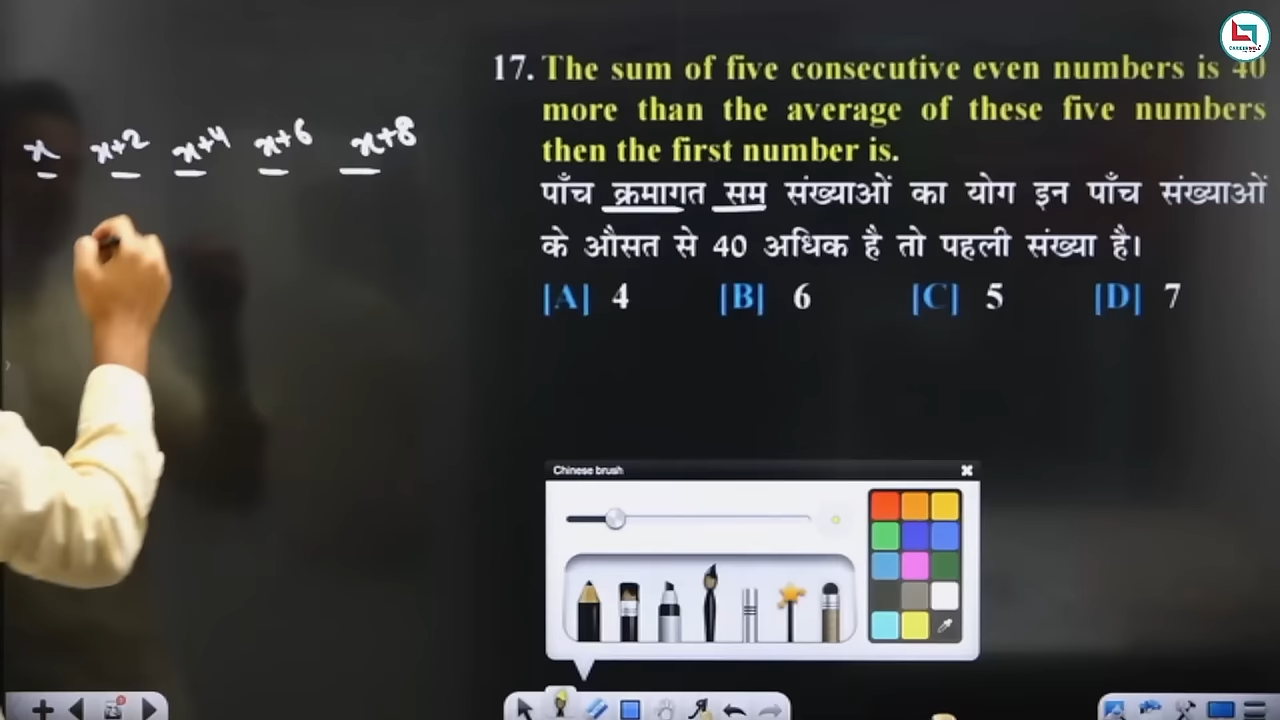 x x+2 x+4 x+6 x+8
17. The sum of five consecutive even numbers is 40
more than the average of these five numbers
then the first number is.
पाँच क्रमागत सम संख्याओं का योग इन पाँच संख्याओं
के औसत से 40 अधिक है तो पहली संख्या है।
[A] 4 [B] 6 [C] 5 [D] 7
Chinese brush